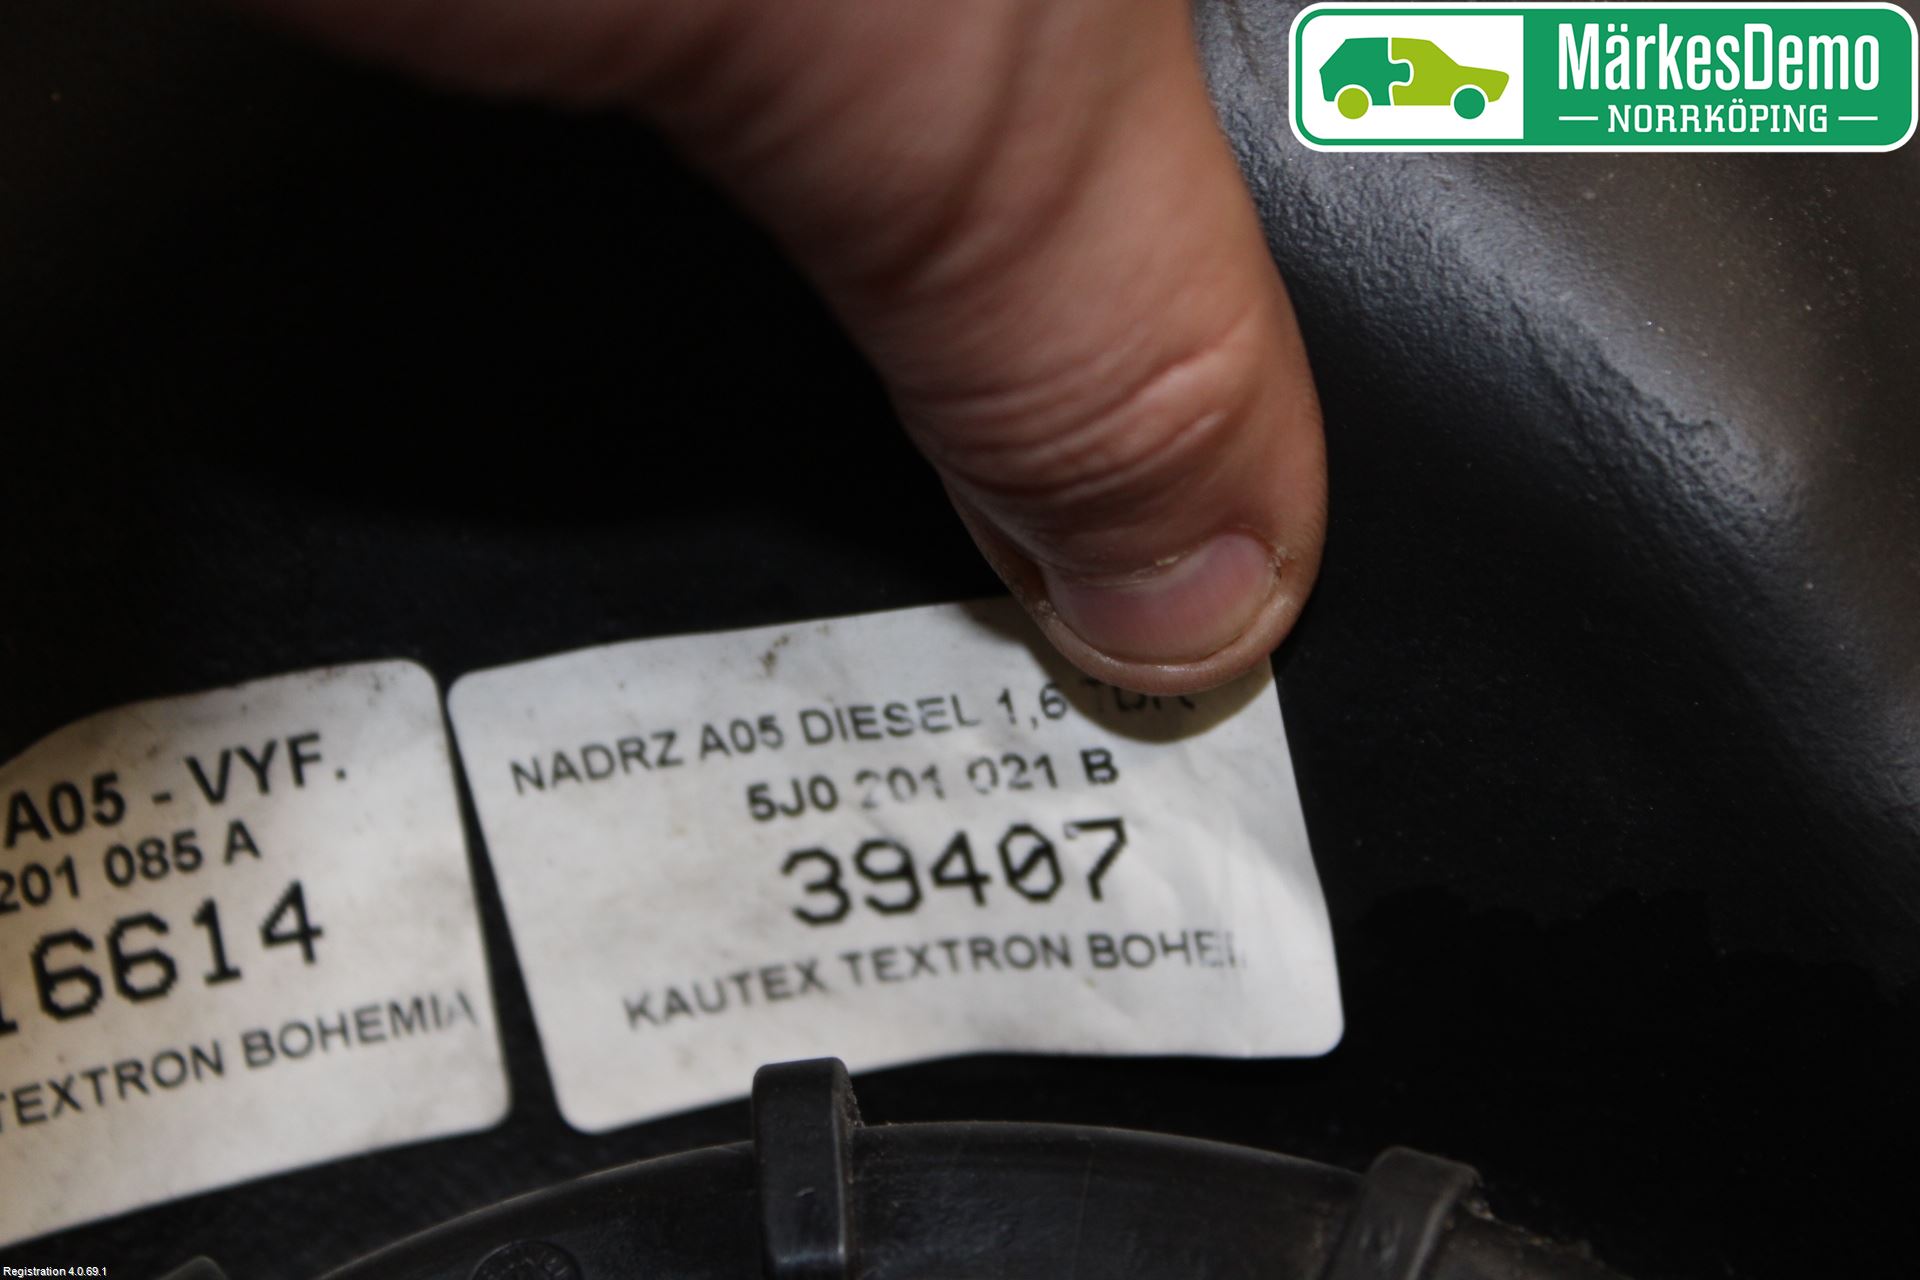 MärkesDemo
NORRKÖPING
A05 - VYF.
201 085 A
16614
TEXTRON BOHEMIA
NADRZ A05 DIESEL 1,6
5J0 201 021 B
39407
KAUTEX TEXTRON BOHEMI
Registration 4.0.69.1